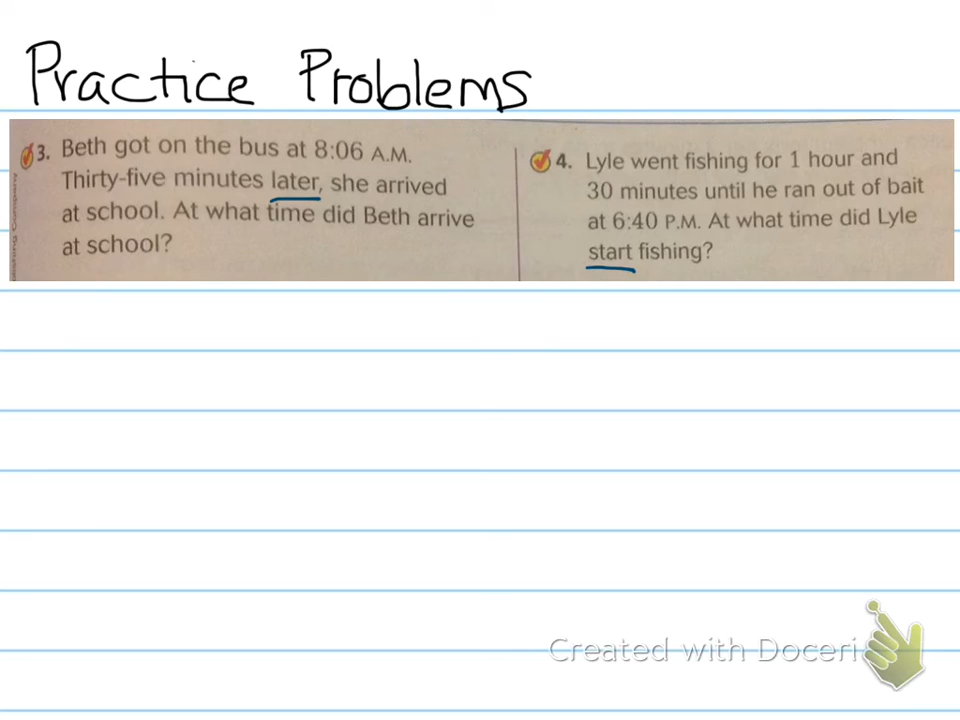 Practice Problems
3. Beth got on the bus at 8:06 A.M.
Thirty-five minutes later, she arrived
at school. At what time did Beth arrive
at school?
4. Lyle went fishing for 1 hour and
30 minutes until he ran out of bait
at 6:40 P.M. At what time did Lyle
start fishing?
Created with Doceri